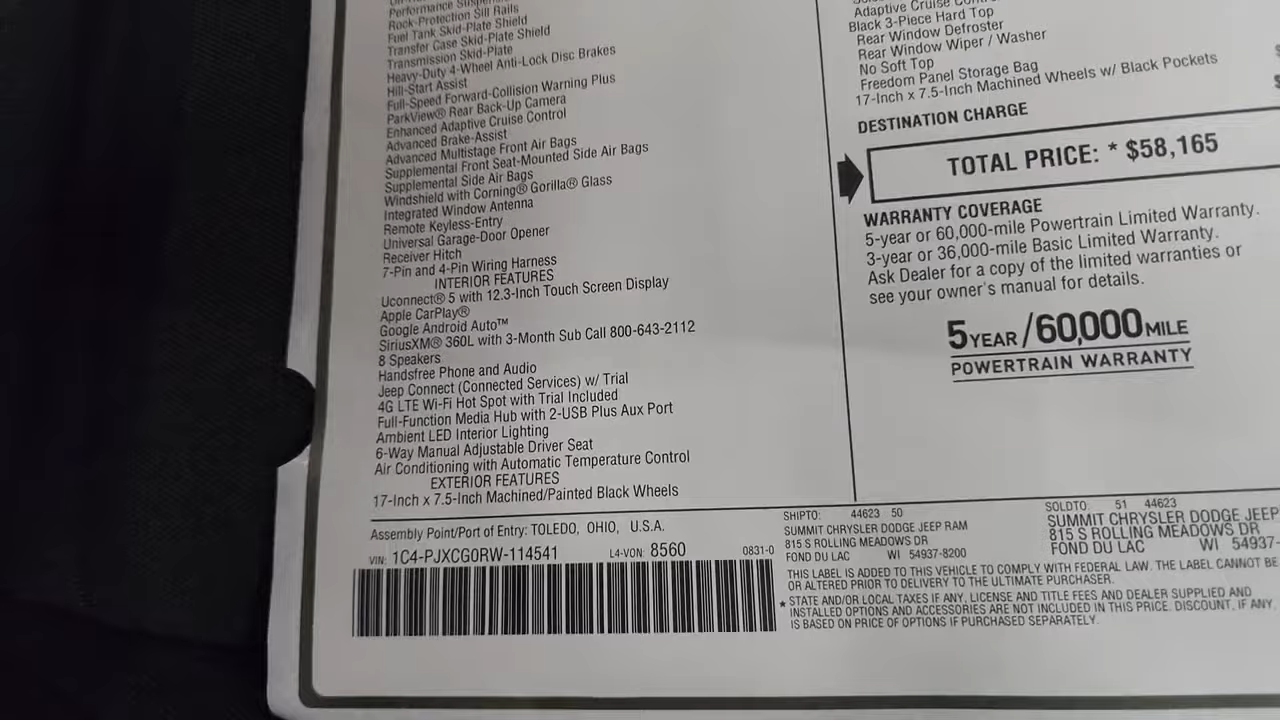 Performance Suspension
Rock-Protection Sill Rails
Fuel Tank Skid-Plate Shield
Transfer Case Skid-Plate Shield
Transmission Skid-Plate
Heavy-Duty 4-Wheel Anti-Lock Disc Brakes
Hill-Start Assist
Full-Speed Forward-Collision Warning Plus
ParkView® Rear Back-Up Camera
Enhanced Adaptive Cruise Control
Advanced Brake-Assist
Advanced Multistage Front Air Bags
Supplemental Front Seat-Mounted Side Air Bags
Supplemental Side Air Bags
Windshield with Corning® Gorilla® Glass
Integrated Window Antenna
Remote Keyless-Entry
Universal Garage-Door Opener
Receiver Hitch
7-Pin and 4-Pin Wiring Harness
INTERIOR FEATURES
Uconnect® 5 with 12.3-Inch Touch Screen Display
Apple CarPlay®
Google Android Auto™
SiriusXM® 360L with 3-Month Sub Call 800-643-2112
8 Speakers
Handsfree Phone and Audio
Jeep Connect (Connected Services) w/ Trial
4G LTE Wi-Fi Hot Spot with Trial Included
Full-Function Media Hub with 2-USB Plus Aux Port
Ambient LED Interior Lighting
6-Way Manual Adjustable Driver Seat
Air Conditioning with Automatic Temperature Control
EXTERIOR FEATURES
17-Inch x 7.5-Inch Machined/Painted Black Wheels
Adaptive Cruise Control
Black 3-Piece Hard Top
Rear Window Defroster
Rear Window Wiper / Washer
No Soft Top
Freedom Panel Storage Bag
17-Inch x 7.5-Inch Machined Wheels w/ Black Pockets
DESTINATION CHARGE
TOTAL PRICE: * $58,165
WARRANTY COVERAGE
5-year or 60,000-mile Powertrain Limited Warranty.
3-year or 36,000-mile Basic Limited Warranty.
Ask Dealer for a copy of the limited warranties or
see your owner's manual for details.
5 YEAR/60,000 MILE
POWERTRAIN WARRANTY
Assembly Point/Port of Entry: TOLEDO, OHIO, U.S.A.
VIN: 1C4-PJXCG0RW-114541 L4-VON: 8560 0831-0
SHIPTO: 44623 50
SUMMIT CHRYSLER DODGE JEEP RAM
815 S ROLLING MEADOWS DR
FOND DU LAC WI 54937-8200
SOLDTO: 51 44623
SUMMIT CHRYSLER DODGE JEEP
815 S ROLLING MEADOWS DR
FOND DU LAC WI 54937-
THIS LABEL IS ADDED TO THIS VEHICLE TO COMPLY WITH FEDERAL LAW. THE LABEL CANNOT BE
OR ALTERED PRIOR TO DELIVERY TO THE ULTIMATE PURCHASER.
* STATE AND/OR LOCAL TAXES IF ANY, LICENSE AND TITLE FEES AND DEALER SUPPLIED AND
INSTALLED OPTIONS AND ACCESSORIES ARE NOT INCLUDED IN THIS PRICE. DISCOUNT, IF ANY,
IS BASED ON PRICE OF OPTIONS IF PURCHASED SEPARATELY.